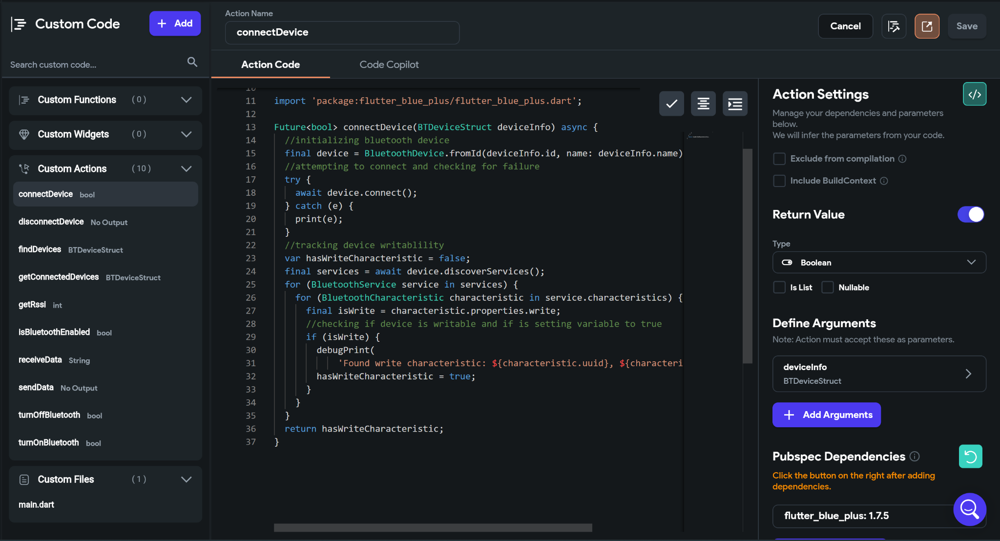 Custom Code
+ Add
Search custom code...
Custom Functions (0)
Custom Widgets (0)
Custom Actions (10)
connectDevice bool
disconnectDevice No Output
findDevices BTDeviceStruct
getConnectedDevices BTDeviceStruct
getRssi int
isBluetoothEnabled bool
receiveData String
sendData No Output
turnOffBluetooth bool
turnOnBluetooth bool
Custom Files (1)
main.dart
Action Name
connectDevice
Cancel
Save
Action Code
Code Copilot
10
11 import 'package:flutter_blue_plus/flutter_blue_plus.dart';
12
13 Future<bool> connectDevice(BTDeviceStruct deviceInfo) async {
14 //initializing bluetooth device
15 final device = BluetoothDevice.fromId(deviceInfo.id, name: deviceInfo.name)
16 //attempting to connect and checking for failure
17 try {
18 await device.connect();
19 } catch (e) {
20 print(e);
21 }
22 //tracking device writablility
23 var hasWriteCharacteristic = false;
24 final services = await device.discoverServices();
25 for (BluetoothService service in services) {
26 for (BluetoothCharacteristic characteristic in service.characteristics) {
27 final isWrite = characteristic.properties.write;
28 //checking if device is writable and if is setting variable to true
29 if (isWrite) {
30 debugPrint(
31 'Found write characteristic: ${characteristic.uuid}, ${characteri
32 hasWriteCharacteristic = true;
33 }
34 }
35 }
36 return hasWriteCharacteristic;
37 }
Action Settings
</>
Manage your dependencies and parameters
below.
We will infer the parameters from your code.
Exclude from compilation
Include BuildContext
Return Value
Type
Boolean
Is List Nullable
Define Arguments
Note: Action must accept these as parameters.
deviceInfo
BTDeviceStruct
+ Add Arguments
Pubspec Dependencies
Click the button on the right after adding
dependencies.
flutter_blue_plus: 1.7.5